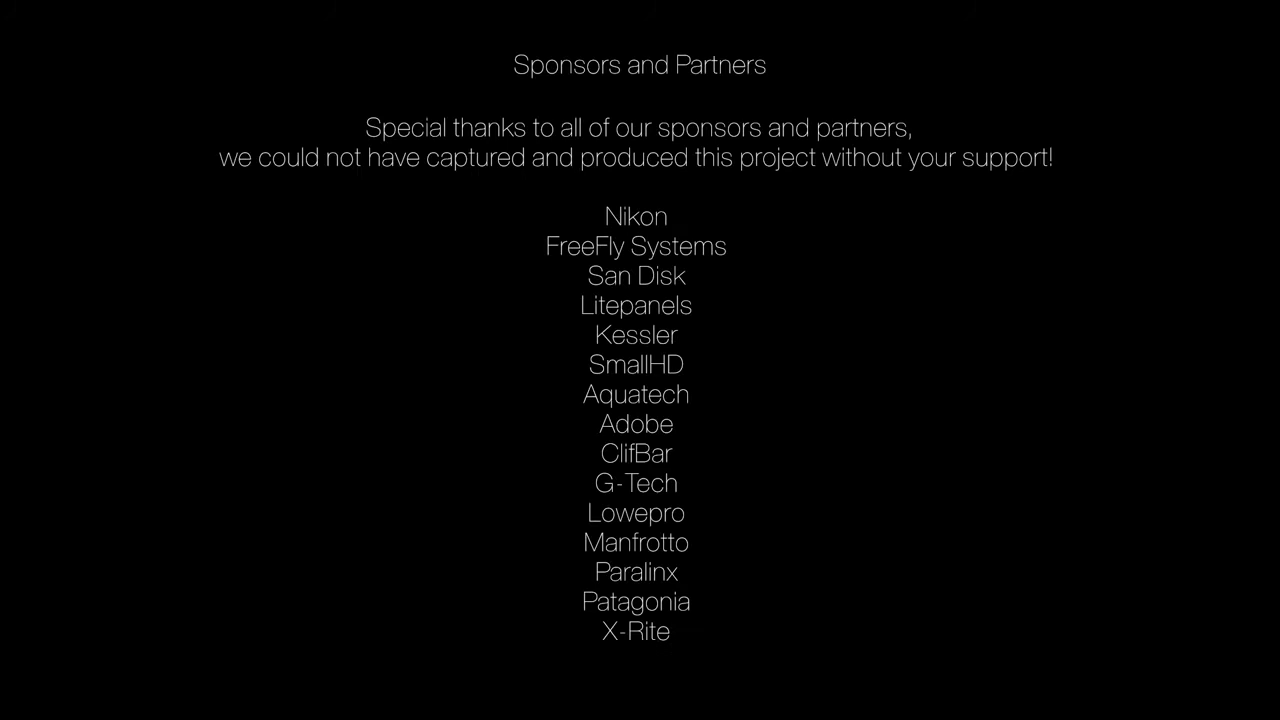 Sponsors and Partners
Special thanks to all of our sponsors and partners,
we could not have captured and produced this project without your support!
Nikon
FreeFly Systems
San Disk
Litepanels
Kessler
SmallHD
Aquatech
Adobe
ClifBar
G-Tech
Lowepro
Manfrotto
Paralinx
Patagonia
X-Rite